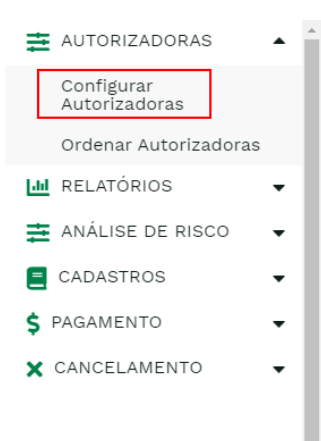 AUTORIZADORAS
Configurar
Autorizadoras
Ordenar Autorizadoras
RELATÓRIOS
ANÁLISE DE RISCO
CADASTROS
PAGAMENTO
CANCELAMENTO